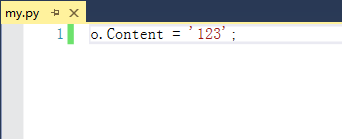 my.py
1 o.Content = '123';